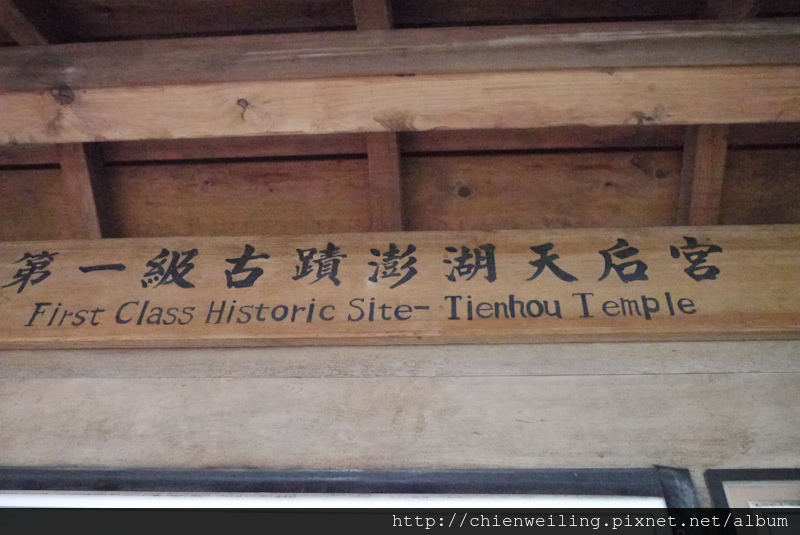 第一級古蹟澎湖天后宮
First Class Historic Site- Tienhou Temple
http://chienweiling.pixnet.net/album